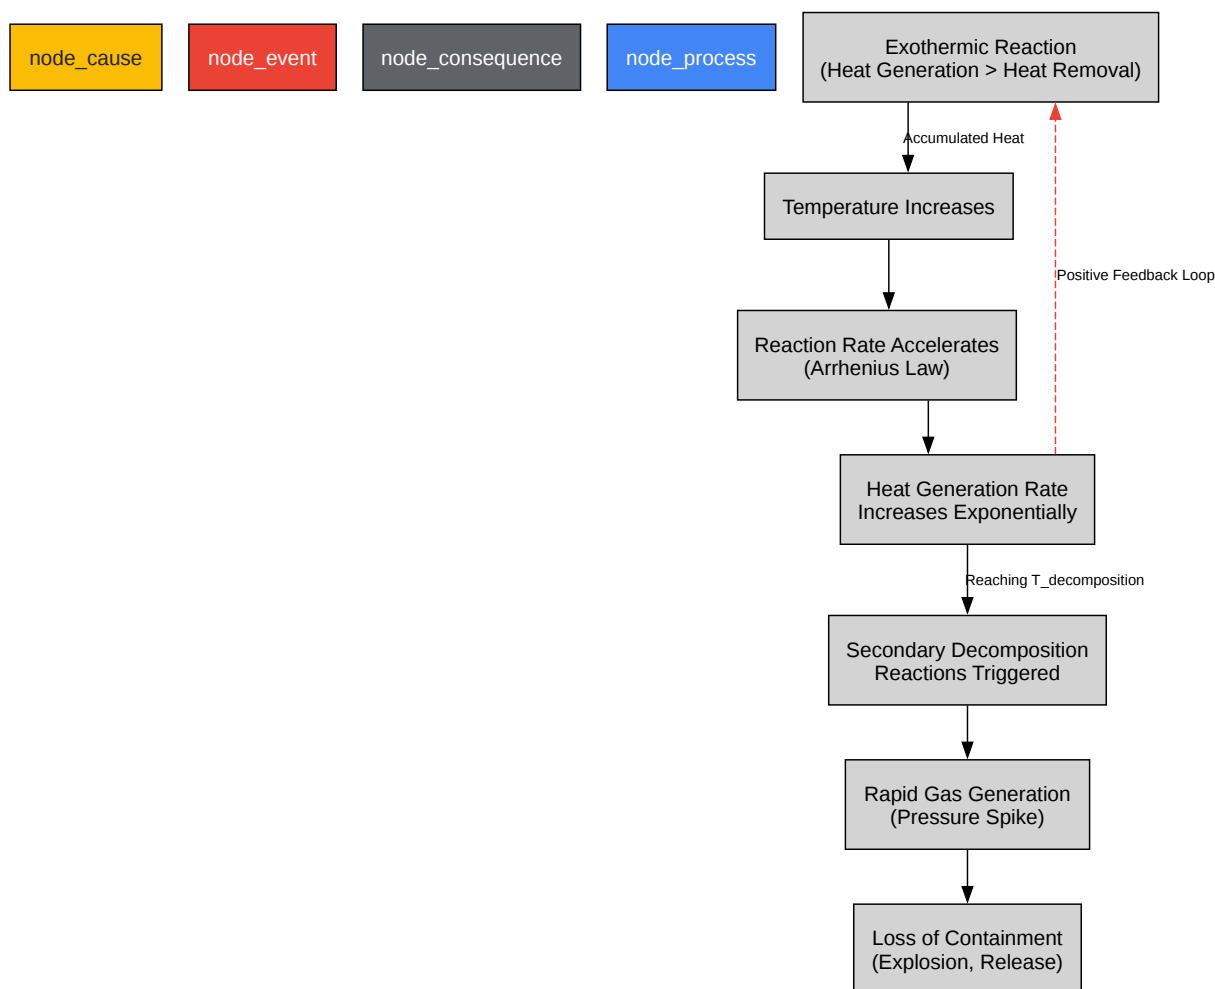 node_cause
node_event
node_consequence
node_process
Exothermic Reaction
(Heat Generation > Heat Removal)
Accumulated Heat
Temperature Increases
Positive Feedback Loop
Reaction Rate Accelerates
(Arrhenius Law)
Heat Generation Rate
Increases Exponentially
Reaching T_decomposition
Secondary Decomposition
Reactions Triggered
Rapid Gas Generation
(Pressure Spike)
Loss of Containment
(Explosion, Release)